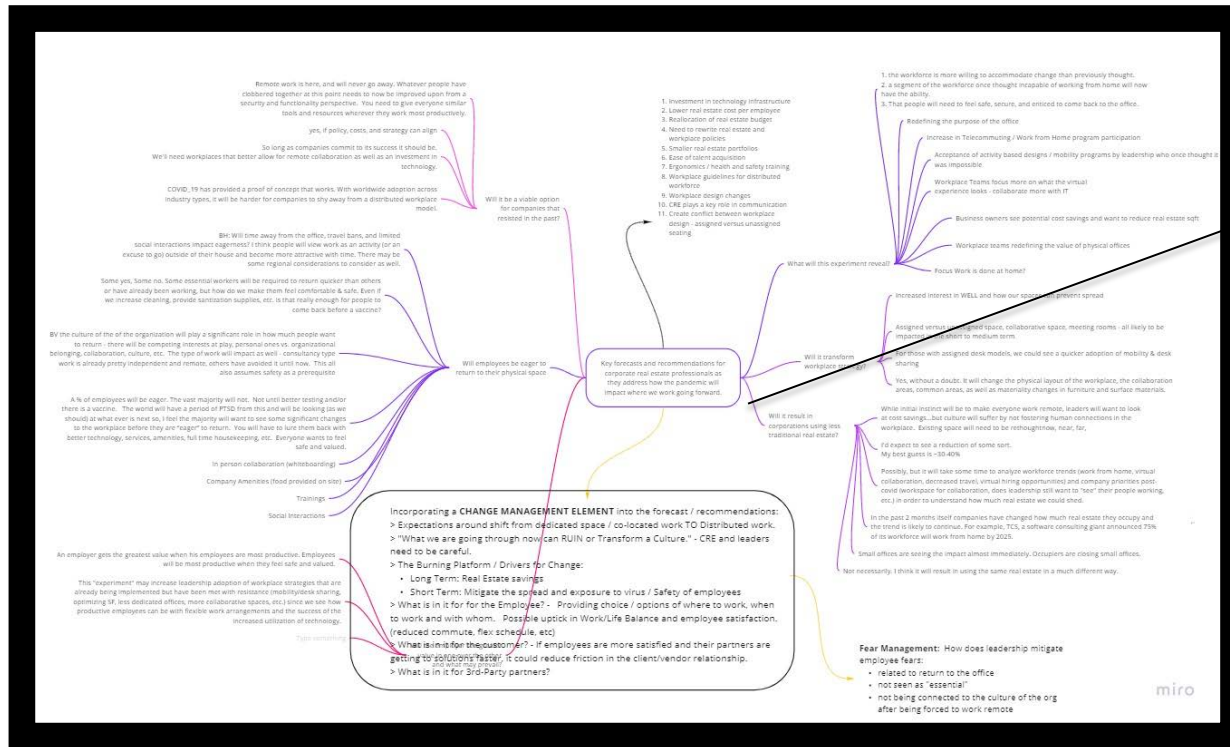 Remote work is here, and will never go away. Whatever people have
clobbered together at this point needs to now be improved upon from a
security and functionality perspective. You need to give everyone similar
tools and resources wherever they work most productively.
yes, if policy, costs, and strategy can align
So long as companies commit to its success it should be.
We'll need workplaces that better allow for remote collaboration as well as an investment in
technology.
COVID_19 has provided a proof of concept that works. With worldwide adoption across
industry types, it will be harder for companies to shy away from a distributed workplace
model.
Will it be a viable option
for companies that
resisted in the past?
BH: Will time away from the office, travel bans, and limited
social interactions impact eagerness? I think people will view work as an activity (or an
excuse to go) outside of their house and become more attractive with time. There may be
some regional considerations to consider as well.
Some yes, Some no. Some essential workers will be required to return quicker than others
or have already been working, but how do we make them feel comfortable & safe. Even if
we increase cleaning, provide sanitation supplies, etc. is that really enough for people to
come back before a vaccine?
BV the culture of the of the organization will play a significant role in how much people want
to return - there will be competing interests at play, personal ones vs. organizational
belonging, collaboration, culture, etc. The type of work will impact as well - consultancy type
work is already pretty independent and remote, others have avoided it until now. This all
also assumes safety as a prerequisite
Will employees be eager to
return to their physical space
A % of employees will be eager. The vast majority will not. Not until better testing and/or
there is a vaccine. The world will have a period of PTSD from this and will be looking (as we
should) at what ever is next so, I feel the majority will want to see some significant changes
to the workplace before they are "eager" to return. You will have to lure them back with
better technology, services, amenities, full time housekeeping, etc. Everyone wants to feel
safe and valued.
In person collaboration (whiteboarding)
Company Amenities (food provided on site)
Trainings
Social Interactions
An employer gets the greatest value when his employees are most productive. Employees
will be most productive when they feel safe and valued.
This "experiment" may increase leadership adoption of workplace strategies that are
already being implemented but have been met with resistance (mobility/desk sharing,
optimizing SF, less dedicated offices, more collaborative spaces, etc.) since we see how
productive employees can be with flexible work arrangements and the success of the
increased utilization of technology.
Type something
1. Investment in technology infrastructure
2. Lower real estate cost per employee
3. Reallocation of real estate budget
4. Need to rewrite real estate and
workplace policies
5. Smaller real estate portfolios
6. Ease of talent acquisition
7. Ergonomics / health and safety training
8. Workplace guidelines for distributed
workforce
9. Workplace design changes
10. CRE plays a key role in communication
11. Create conflict between workplace
design - assigned versus unassigned
seating
Key forecasts and recommendations for
corporate real estate professionals as
they address how the pandemic will
impact where we work going forward.
1. the workforce is more willing to accommodate change than previously thought.
2. a segment of the workforce once thought incapable of working from home will now
have the ability.
3. That people will need to feel safe, secure, and enticed to come back to the office.
Redefining the purpose of the office
Increase in Telecommuting / Work from Home program participation
Acceptance of activity based designs / mobility programs by leadership who once thought it
was impossible
Workplace Teams focus more on what the virtual
experience looks - collaborate more with IT
Business owners see potential cost savings and want to reduce real estate sqft
Workplace teams redefining the value of physical offices
What will this experiment reveal?
Focus Work is done at home?
Increased interest in WELL and how our spaces can prevent spread
Assigned versus unassigned space, collaborative space, meeting rooms - all likely to be
impacted in the short to medium term
Will it transform
workplace strategy?
For those with assigned desk models, we could see a quicker adoption of mobility & desk
sharing
Yes, without a doubt. It will change the physical layout of the workplace, the collaboration
areas, common areas, as well as materiality changes in furniture and surface materials.
Will it result in
corporations using less
traditional real estate?
While initial instinct will be to make everyone work remote, leaders will want to look
at cost savings...but culture will suffer by not fostering human connections in the
workplace. Existing space will need to be rethought now, near, far,
I'd expect to see a reduction of some sort.
My best guess is ~30-40%
Possibly, but it will take some time to analyze workforce trends (work from home, virtual
collaboration, decreased travel, virtual hiring opportunities) and company priorities post-
covid (workspace for collaboration, does leadership still want to "see" their people working,
etc.) in order to understand how much real estate we could shed.
In the past 2 months itself companies have changed how much real estate they occupy and
the trend is likely to continue. For example, TCS, a software consulting giant announced 75%
of its workforce will work from home by 2025.
Small offices are seeing the impact almost immediately. Occupiers are closing small offices.
Not necessarily. I think it will result in using the same real estate in a much different way.
Incorporating a CHANGE MANAGEMENT ELEMENT into the forecast / recommendations:
> Expectations around shift from dedicated space / co-located work TO Distributed work.
> "What we are going through now can RUIN or Transform a Culture." - CRE and leaders
need to be careful.
> The Burning Platform / Drivers for Change:
• Long Term: Real Estate savings
• Short Term: Mitigate the spread and exposure to virus / Safety of employees
> What is in it for for the Employee? - Providing choice / options of where to work, when
to work and with whom. Possible uptick in Work/Life Balance and employee satisfaction.
(reduced commute, flex schedule, etc)
> What is in it for the customer? - If employees are more satisfied and their partners are
getting to solutions faster, it could reduce friction in the client/vendor relationship.
and what may prevail?
> What is in it for 3rd-Party partners?
Fear Management: How does leadership mitigate
employee fears:
• related to return to the office
• not seen as "essential"
• not being connected to the culture of the org
after being forced to work remote
miro